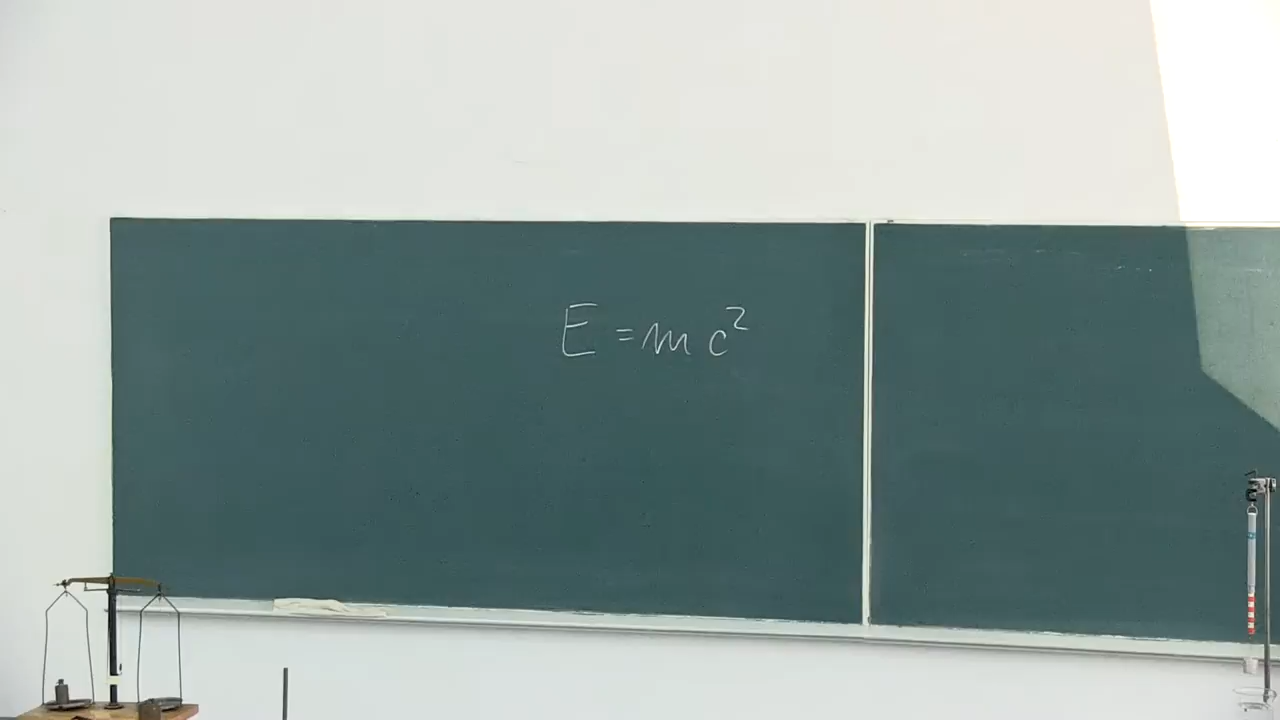 E = mc²